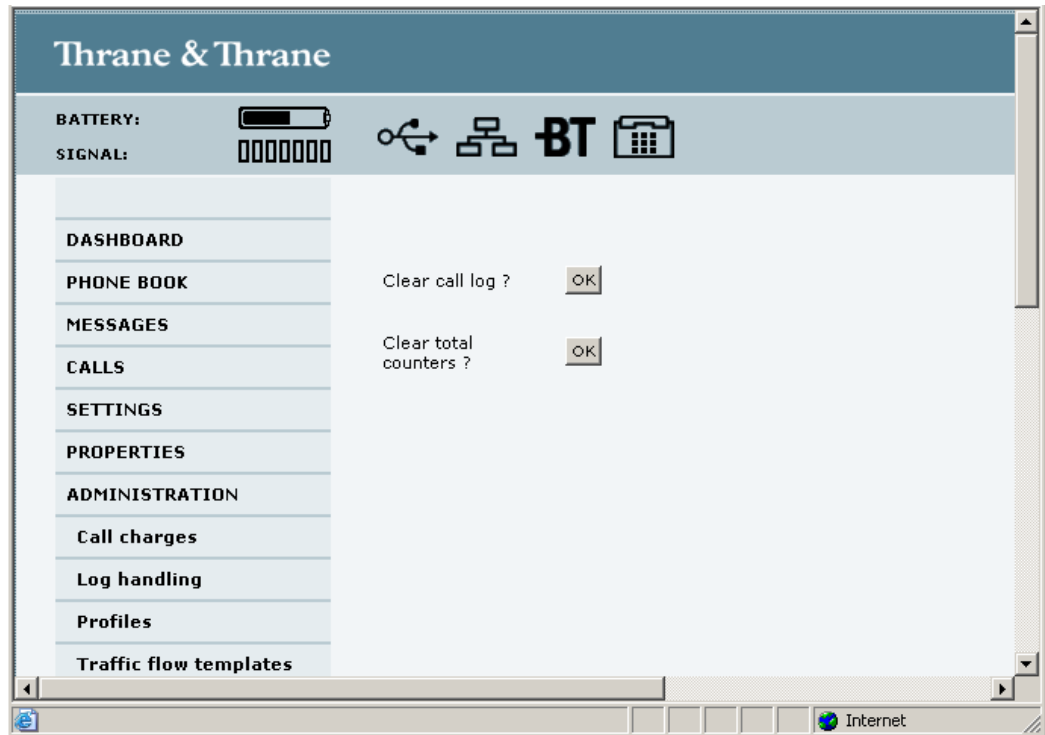 Thrane & Thrane
BATTERY:
SIGNAL:
BT
DASHBOARD
PHONE BOOK
MESSAGES
CALLS
SETTINGS
PROPERTIES
ADMINISTRATION
Call charges
Log handling
Profiles
Traffic flow templates
Clear call log ?
OK
Clear total
counters ?
OK
Internet